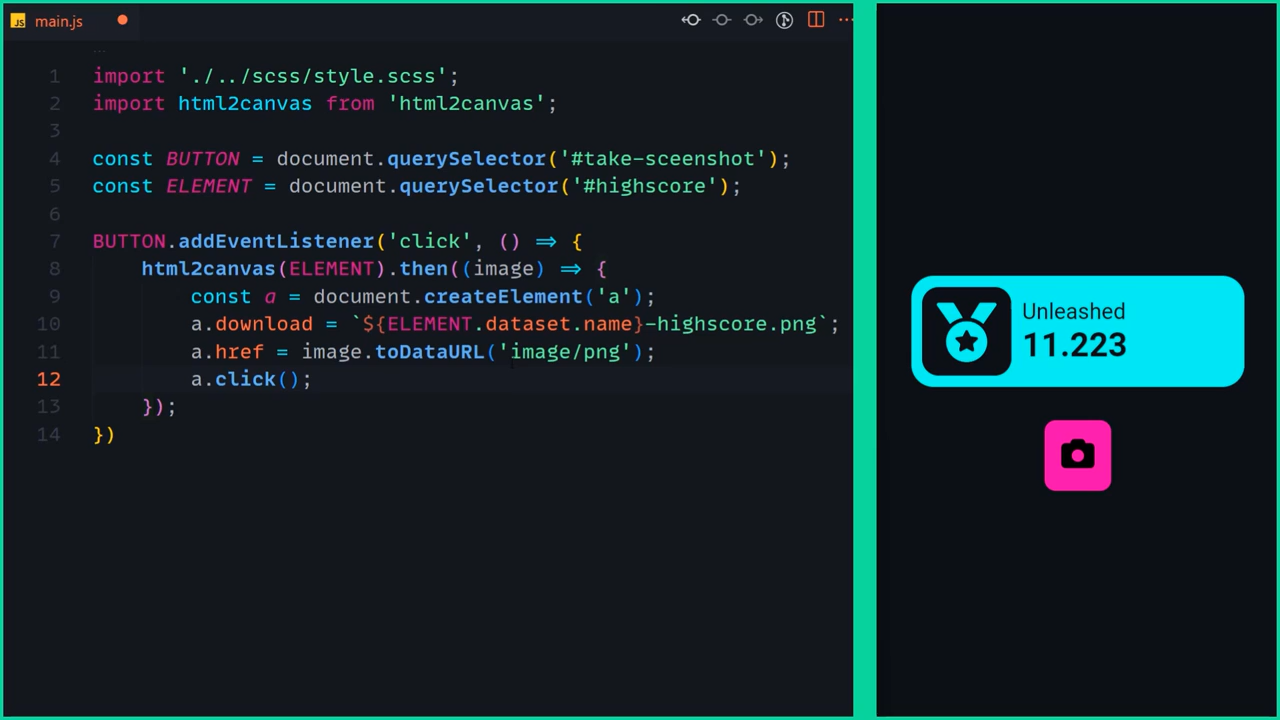 JS main.js
...
1 import './../scss/style.scss';
2 import html2canvas from 'html2canvas';
3
4 const BUTTON = document.querySelector('#take-sceenshot');
5 const ELEMENT = document.querySelector('#highscore');
6
7 BUTTON.addEventListener('click', () => {
8 html2canvas(ELEMENT).then((image) => {
9 const a = document.createElement('a');
10 a.download = `${ELEMENT.dataset.name}-highscore.png`;
11 a.href = image.toDataURL('image/png');
12 a.click();
13 });
14 })
Unleashed
11.223